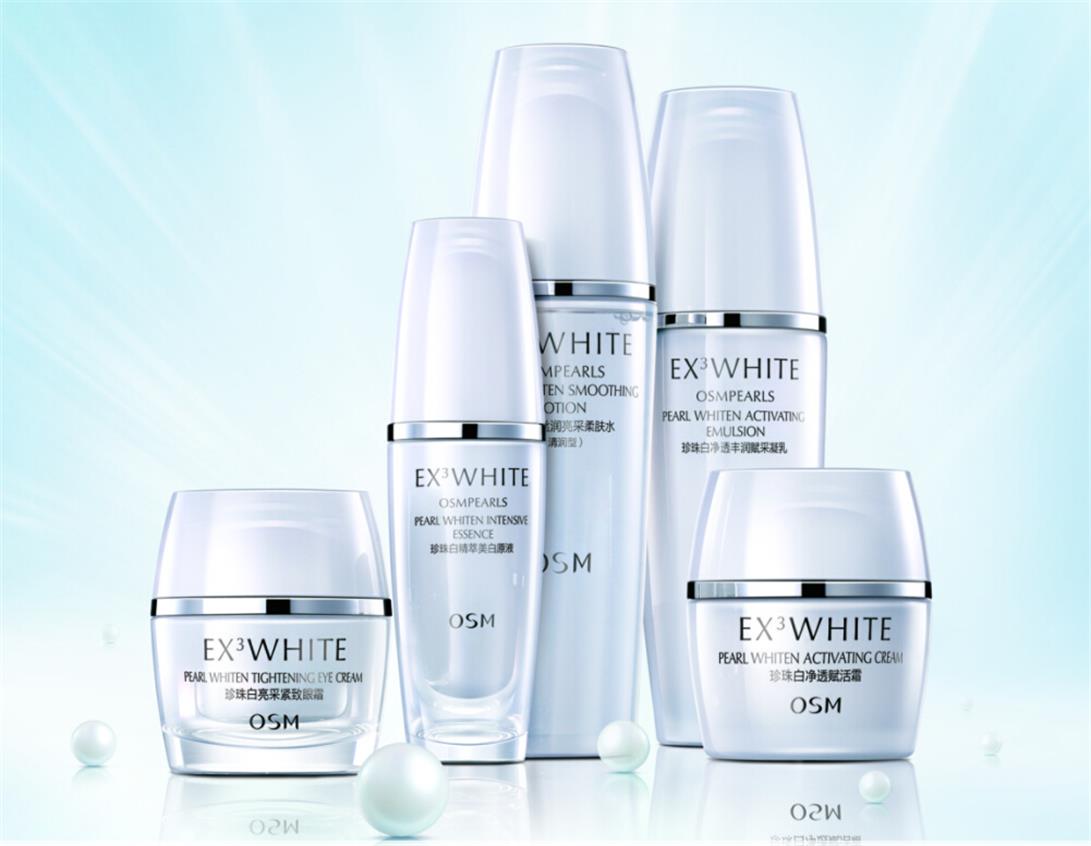 EX³WHITE
PEARL WHITEN TIGHTENING EYE CREAM
珍珠白亮采紧致眼霜
OSM
EX³WHITE
OSMPEARLS
PEARL WHITEN INTENSIVE
ESSENCE
珍珠白精萃美白原液
OSM
WHITE
MPEARLS
TEN SMOOTHING
OTION
润亮采柔肤水
清润型）
OSM
EX³WHITE
OSMPEARLS
PEARL WHITEN ACTIVATING
EMULSION
珍珠白净透丰润赋采凝乳
EX³WHITE
PEARL WHITEN ACTIVATING CREAM
珍珠白净透赋活霜
OSM